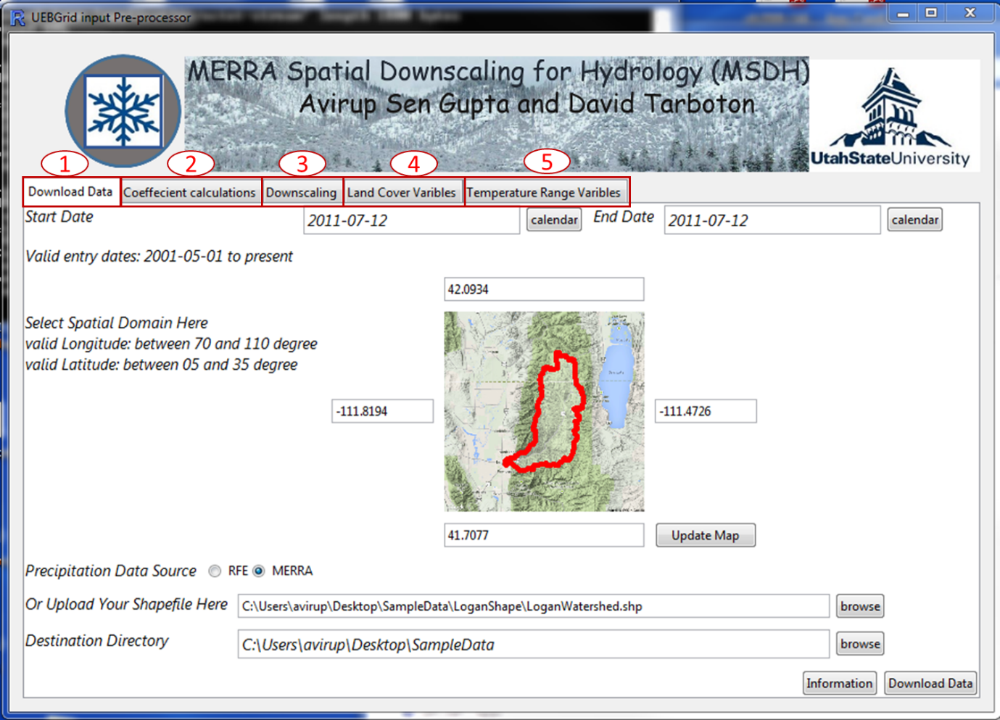 UEBGrid input Pre-processor
MERRA Spatial Downscaling for Hydrology (MSDH)
Avirup Sen Gupta and David Tarboton
UtahStateUniversity
1 2 3 4 5
Download Data Coeffecient calculations Downscaling Land Cover Varibles Temperature Range Varibles
Start Date 2011-07-12 calendar End Date 2011-07-12 calendar
Valid entry dates: 2001-05-01 to present
42.0934
Select Spatial Domain Here
valid Longitude: between 70 and 110 degree
valid Latitude: between 05 and 35 degree
-111.8194 -111.4726
41.7077 Update Map
Precipitation Data Source RFE MERRA
Or Upload Your Shapefile Here C:\Users\avirup\Desktop\SampleData\LoganShape\LoganWatershed.shp browse
Destination Directory C:\Users\avirup\Desktop\SampleData browse
Information Download Data